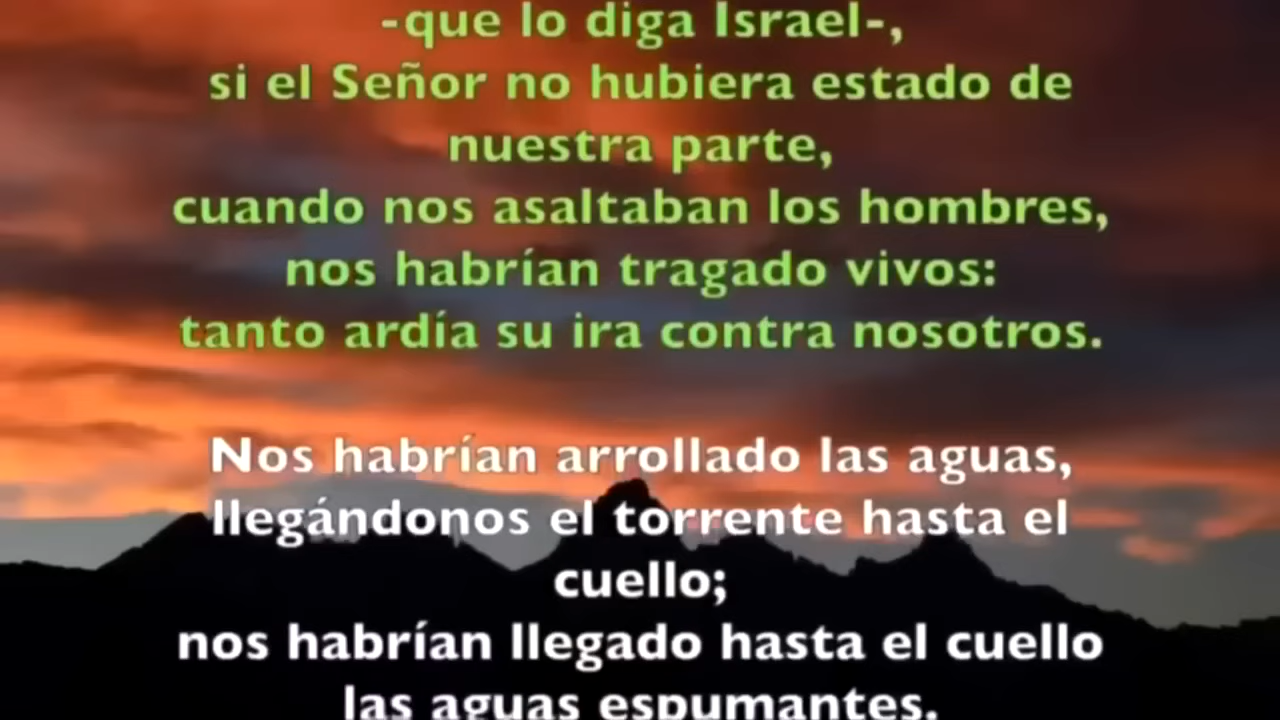 -que lo diga Israel-,
si el Señor no hubiera estado de
nuestra parte,
cuando nos asaltaban los hombres,
nos habrían tragado vivos:
tanto ardía su ira contra nosotros.
Nos habrían arrollado las aguas,
llegándonos el torrente hasta el
cuello;
nos habrían llegado hasta el cuello
las aguas espumantes.